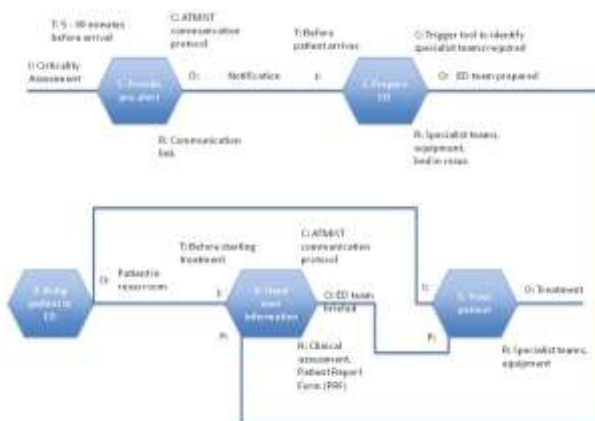 T: 5 - 30 minutes
before arrival
C: ATMIST
communication
protocol
T: Before
patient arrives
C: Trigger tool to identify
specialist teams required
I: Criticality
Assessment
1. Provide
pre-alert
O:
Notification
I:
2. Prepare
ED
O: ED team prepared
R: Communication
link
R: Specialist teams,
equipment,
bed in resus
T: Before starting
treatment
C: ATMIST
communication
protocol
3. Bring
patient to
ED
O:
Patient in
resus room
I:
4. Hand
over
information
O: ED team
briefed
I:
5. Treat
patient
O: Treatment
P:
P:
R: Clinical
assessment,
Patient Report
Form (PRF)
R: Specialist teams,
equipment